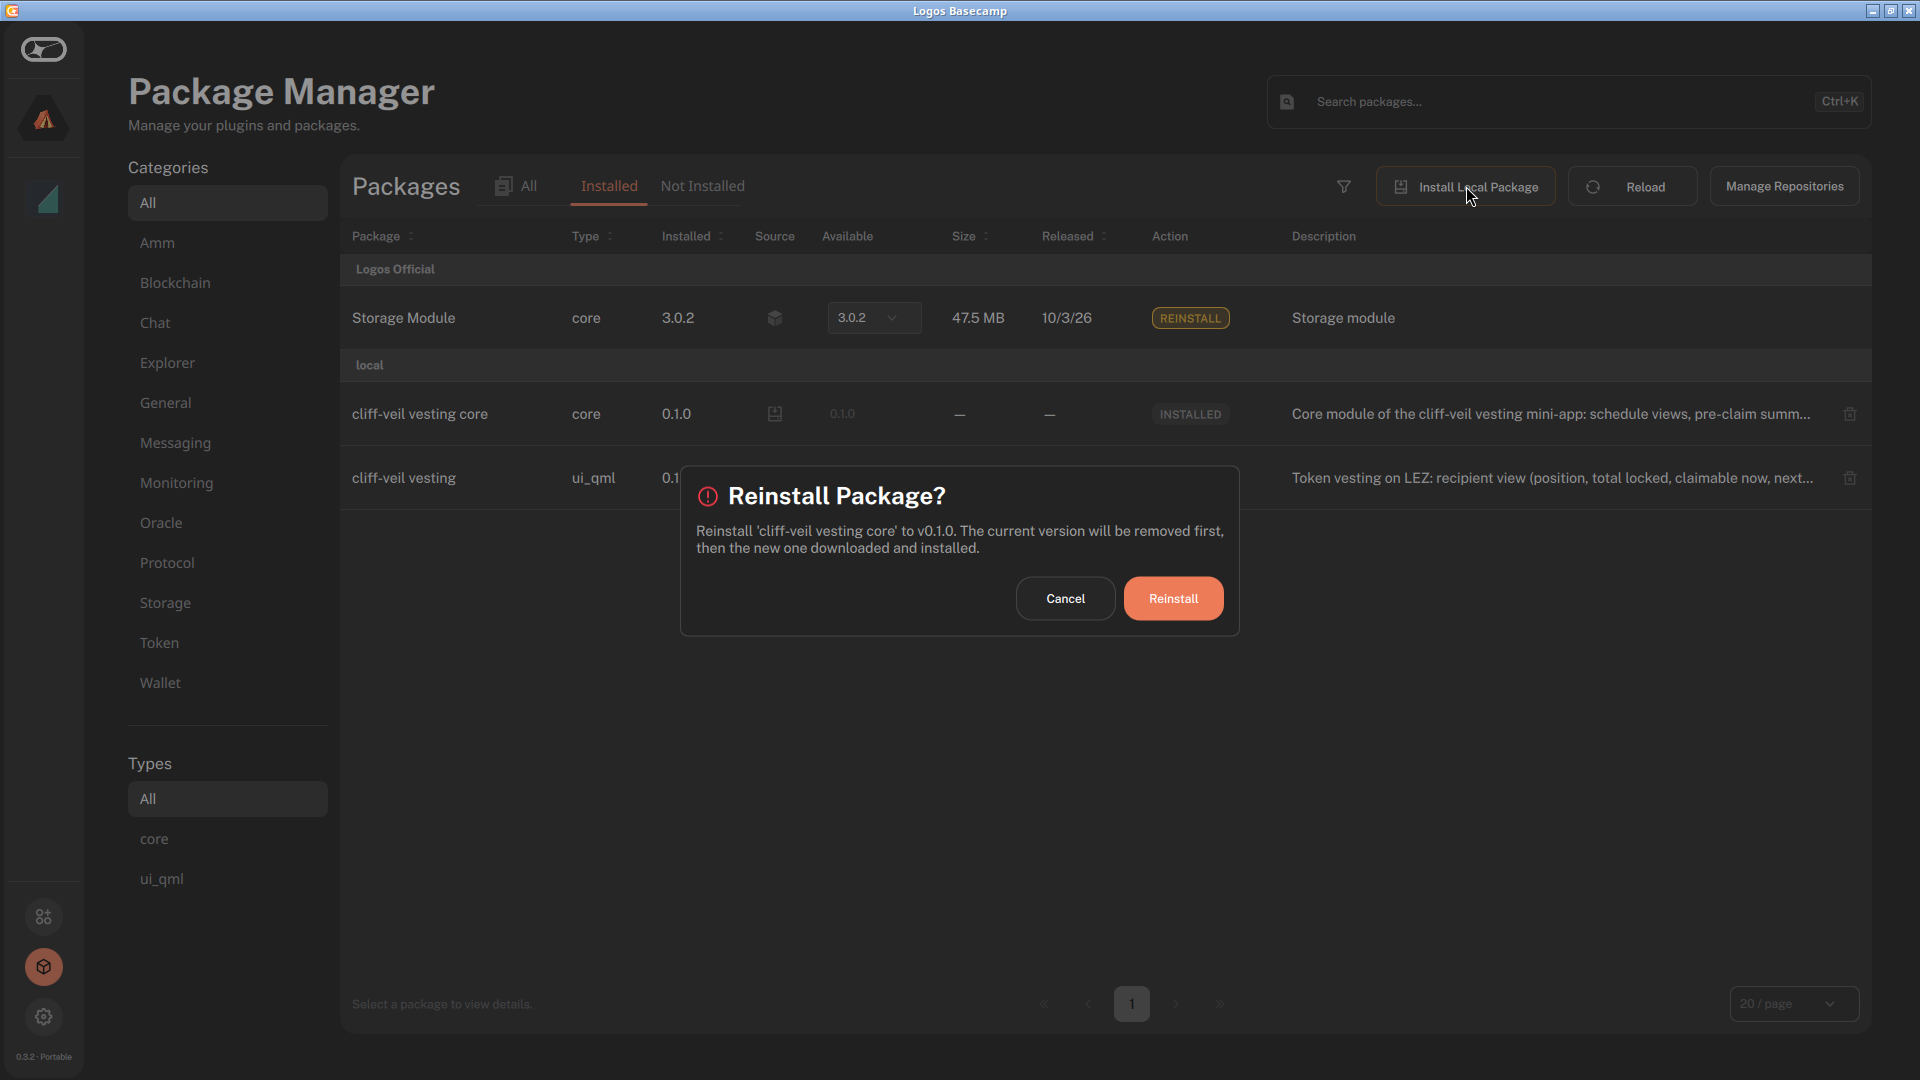 Logos Basecamp
Package Manager
Manage your plugins and packages.
Search packages...
Ctrl+K
Categories
All
Amm
Blockchain
Chat
Explorer
General
Messaging
Monitoring
Oracle
Protocol
Storage
Token
Wallet
Types
All
core
ui_qml
Packages
All
Installed
Not Installed
Install Local Package
Reload
Manage Repositories
Package Type Installed Source Available Size Released Action Description
Logos Official
Storage Module core 3.0.2 3.0.2 47.5 MB 10/3/26 REINSTALL Storage module
local
cliff-veil vesting core core 0.1.0 0.1.0 — — INSTALLED Core module of the cliff-veil vesting mini-app: schedule views, pre-claim summ...
cliff-veil vesting ui_qml 0.1 Token vesting on LEZ: recipient view (position, total locked, claimable now, next...
Reinstall Package?
Reinstall 'cliff-veil vesting core' to v0.1.0. The current version will be removed first,
then the new one downloaded and installed.
Cancel
Reinstall
Select a package to view details.
« ‹ 1 › »
20 / page
0.3.2 · Portable